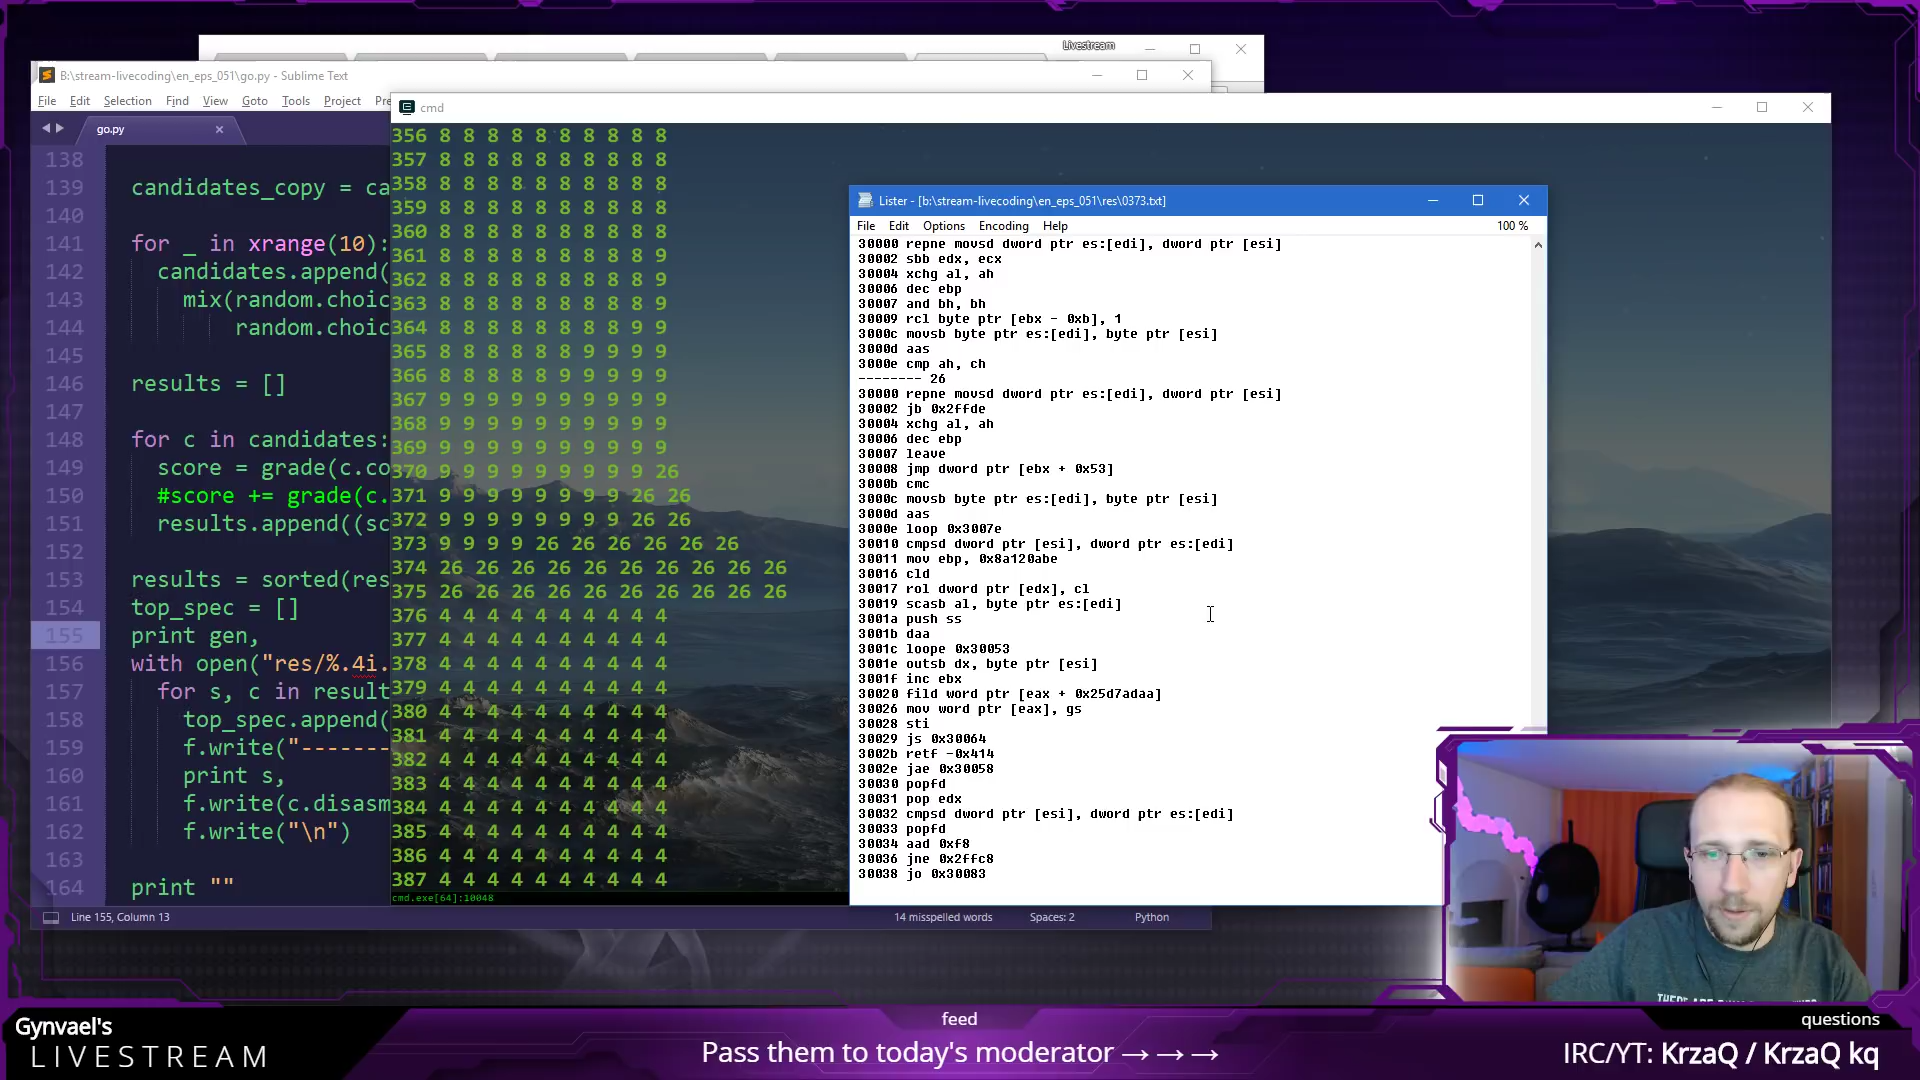 Livestream
B:\stream-livecoding\en_eps_051\go.py - Sublime Text
File Edit Selection Find View Goto Tools Project Pre
go.py
138
139 candidates_copy = ca
140
141 for _ in xrange(10):
142 candidates.append(
143 mix(random.choic
144 random.choic
145
146 results = []
147
148 for c in candidates:
149 score = grade(c.co
150 #score += grade(c.
151 results.append((sc
152
153 results = sorted(res
154 top_spec = []
155 print gen,
156 with open("res/%.4i.
157 for s, c in result
158 top_spec.append(
159 f.write("-------
160 print s,
161 f.write(c.disasm
162 f.write("\n")
163
164 print ""
Line 155, Column 13
14 misspelled words
Spaces: 2
Python
cmd
356 8 8 8 8 8 8 8 8 8 8
357 8 8 8 8 8 8 8 8 8 8
358 8 8 8 8 8 8 8 8 8 8
359 8 8 8 8 8 8 8 8 8 8
360 8 8 8 8 8 8 8 8 8 8
361 8 8 8 8 8 8 8 8 8 9
362 8 8 8 8 8 8 8 8 8 9
363 8 8 8 8 8 8 8 8 8 9
364 8 8 8 8 8 8 8 8 9 9
365 8 8 8 8 8 8 9 9 9 9
366 8 8 8 8 8 9 9 9 9 9
367 9 9 9 9 9 9 9 9 9 9
368 9 9 9 9 9 9 9 9 9 9
369 9 9 9 9 9 9 9 9 9 9
370 9 9 9 9 9 9 9 9 9 26
371 9 9 9 9 9 9 9 9 26 26
372 9 9 9 9 9 9 9 9 26 26
373 9 9 9 9 26 26 26 26 26 26
374 26 26 26 26 26 26 26 26 26 26
375 26 26 26 26 26 26 26 26 26 26
376 4 4 4 4 4 4 4 4 4 4
377 4 4 4 4 4 4 4 4 4 4
378 4 4 4 4 4 4 4 4 4 4
379 4 4 4 4 4 4 4 4 4 4
380 4 4 4 4 4 4 4 4 4 4
381 4 4 4 4 4 4 4 4 4 4
382 4 4 4 4 4 4 4 4 4 4
383 4 4 4 4 4 4 4 4 4 4
384 4 4 4 4 4 4 4 4 4 4
385 4 4 4 4 4 4 4 4 4 4
386 4 4 4 4 4 4 4 4 4 4
387 4 4 4 4 4 4 4 4 4 4
cmd.exe[64]:10048
Lister - [b:\stream-livecoding\en_eps_051\res\0373.txt]
File Edit Options Encoding Help 100 %
30000 repne movsd dword ptr es:[edi], dword ptr [esi]
30002 sbb edx, ecx
30004 xchg al, ah
30006 dec ebp
30007 and bh, bh
30009 rcl byte ptr [ebx - 0xb], 1
3000c movsb byte ptr es:[edi], byte ptr [esi]
3000d aas
3000e cmp ah, ch
-------- 26
30000 repne movsd dword ptr es:[edi], dword ptr [esi]
30002 jb 0x2ffde
30004 xchg al, ah
30006 dec ebp
30007 leave
30008 jmp dword ptr [ebx + 0x53]
3000b cmc
3000c movsb byte ptr es:[edi], byte ptr [esi]
3000d aas
3000e loop 0x3007e
30010 cmpsd dword ptr [esi], dword ptr es:[edi]
30011 mov ebp, 0x8a120abe
30016 cld
30017 rol dword ptr [edx], cl
30019 scasb al, byte ptr es:[edi]
3001a push ss
3001b daa
3001c loope 0x30053
3001e outsb dx, byte ptr [esi]
3001f inc ebx
30020 fild word ptr [eax + 0x25d7adaa]
30026 mov word ptr [eax], gs
30028 sti
30029 js 0x30064
3002b retf -0x414
3002e jae 0x30058
30030 popfd
30031 pop edx
30032 cmpsd dword ptr [esi], dword ptr es:[edi]
30033 popfd
30034 aad 0xf8
30036 jne 0x2ffc8
30038 jo 0x30083
Gynvael's
LIVESTREAM
feed
Pass them to today's moderator →→→
questions
IRC/YT: KrzaQ / KrzaQ kq